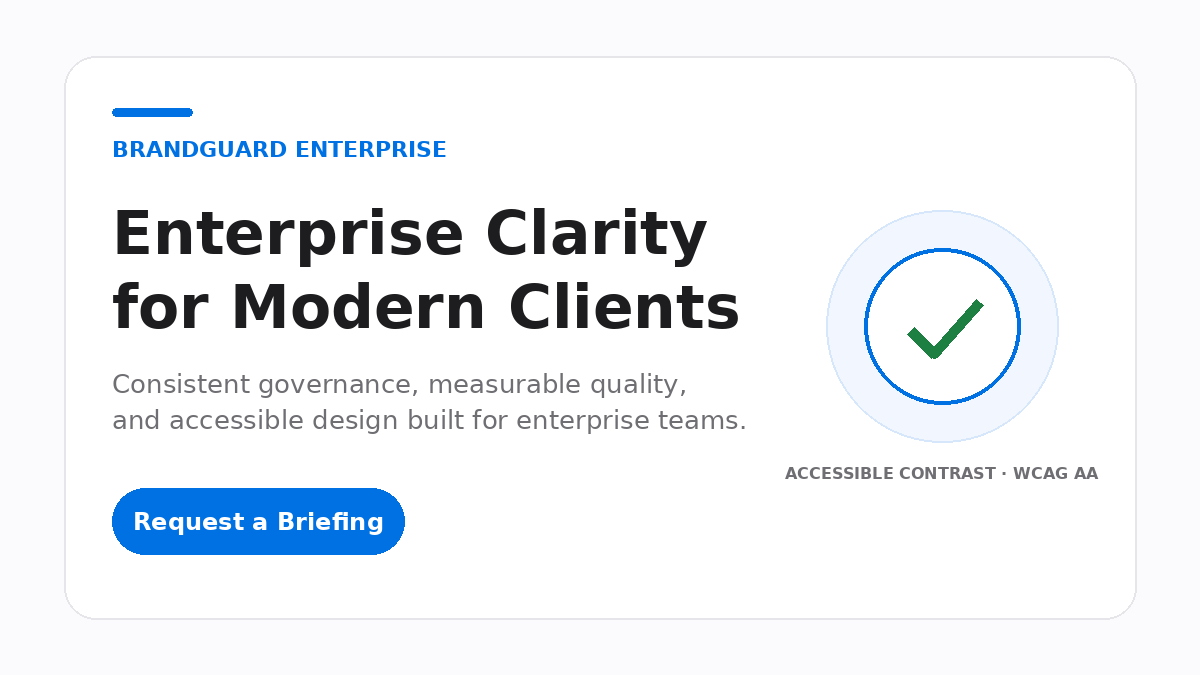 BRANDGUARD ENTERPRISE
Enterprise Clarity
for Modern Clients
Consistent governance, measurable quality,
and accessible design built for enterprise teams.
Request a Briefing
ACCESSIBLE CONTRAST · WCAG AA